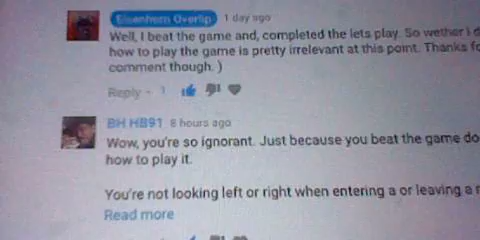 Eisenhorn Overlip 1 day ago
Well, I beat the game and, completed the lets play. So wether I d
how to play the game is pretty irrelevant at this point. Thanks fo
comment though. )
Reply • 1
BH HB91 8 hours ago
Wow, you're so ignorant. Just because you beat the game do
how to play it.
You're not looking left or right when entering a or leaving a r
Read more